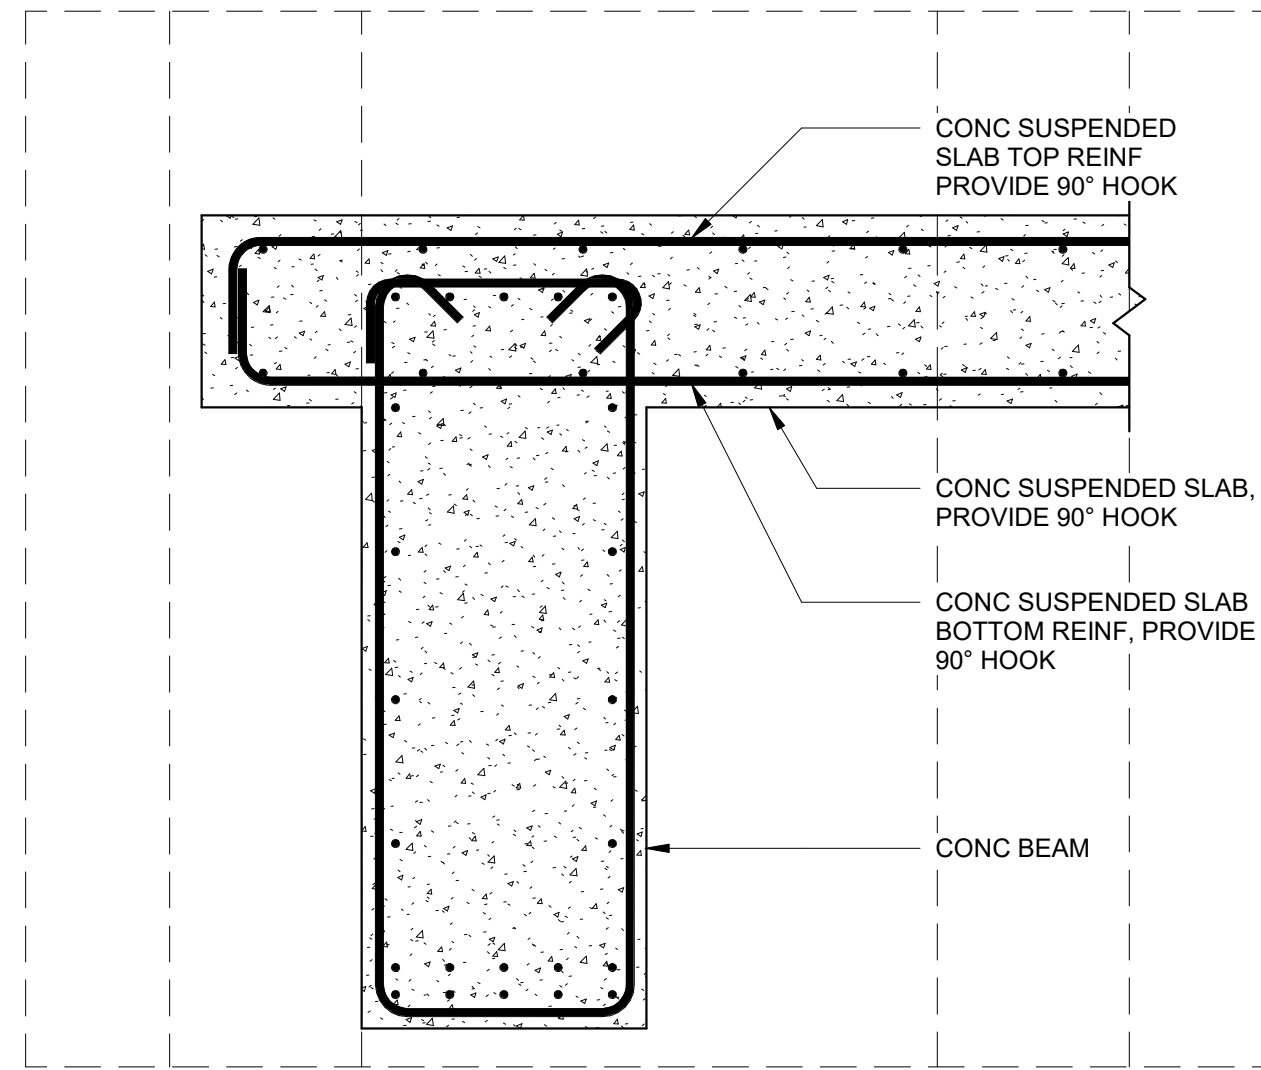 CONC SUSPENDED
SLAB TOP REINF
PROVIDE 90° HOOK
CONC SUSPENDED SLAB,
PROVIDE 90° HOOK
CONC SUSPENDED SLAB
BOTTOM REINF, PROVIDE
90° HOOK
CONC BEAM